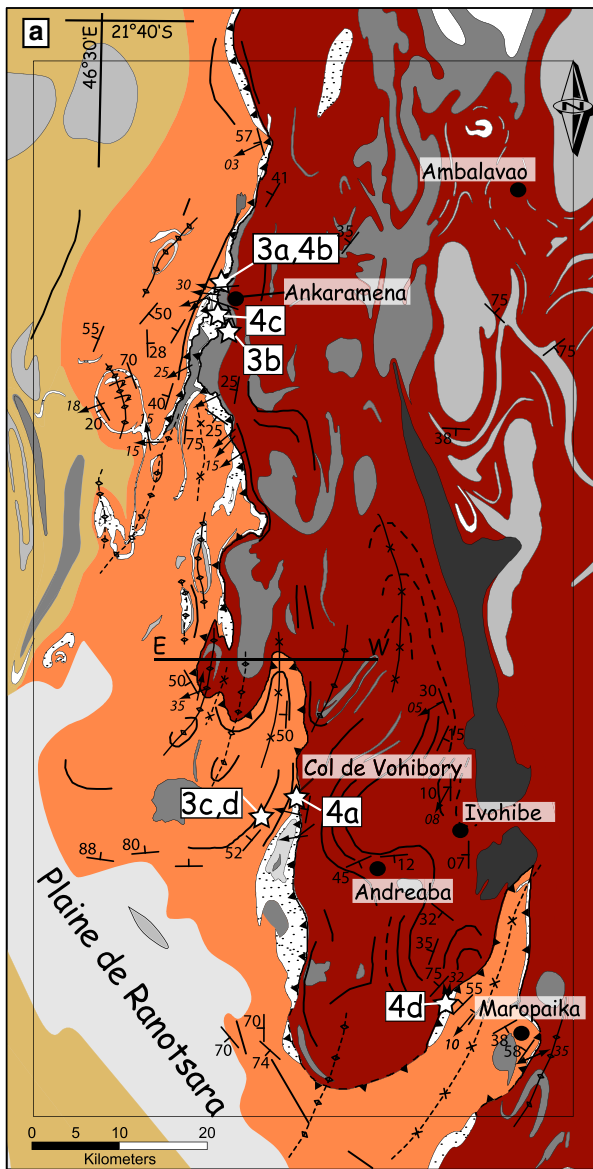 a
21°40'S
46°30'E
N
57
03
41
Ambalavao
35
3a,4b
30
Ankaramena
4c
50
75
55
28
3b
75
70
25
25
18
40
20
15
75
25
38
15
15
E
W
50
35
30
05
50
15
Col de Vohibory
10
3c,d
4a
Ivohibe
08
88
80
52
12
07
45
Andreaba
Plaine de Ranotsara
32
35
75
32
4d
55
Maropaika
70
10
38
70
74
58
35
0
10
20
Kilometers